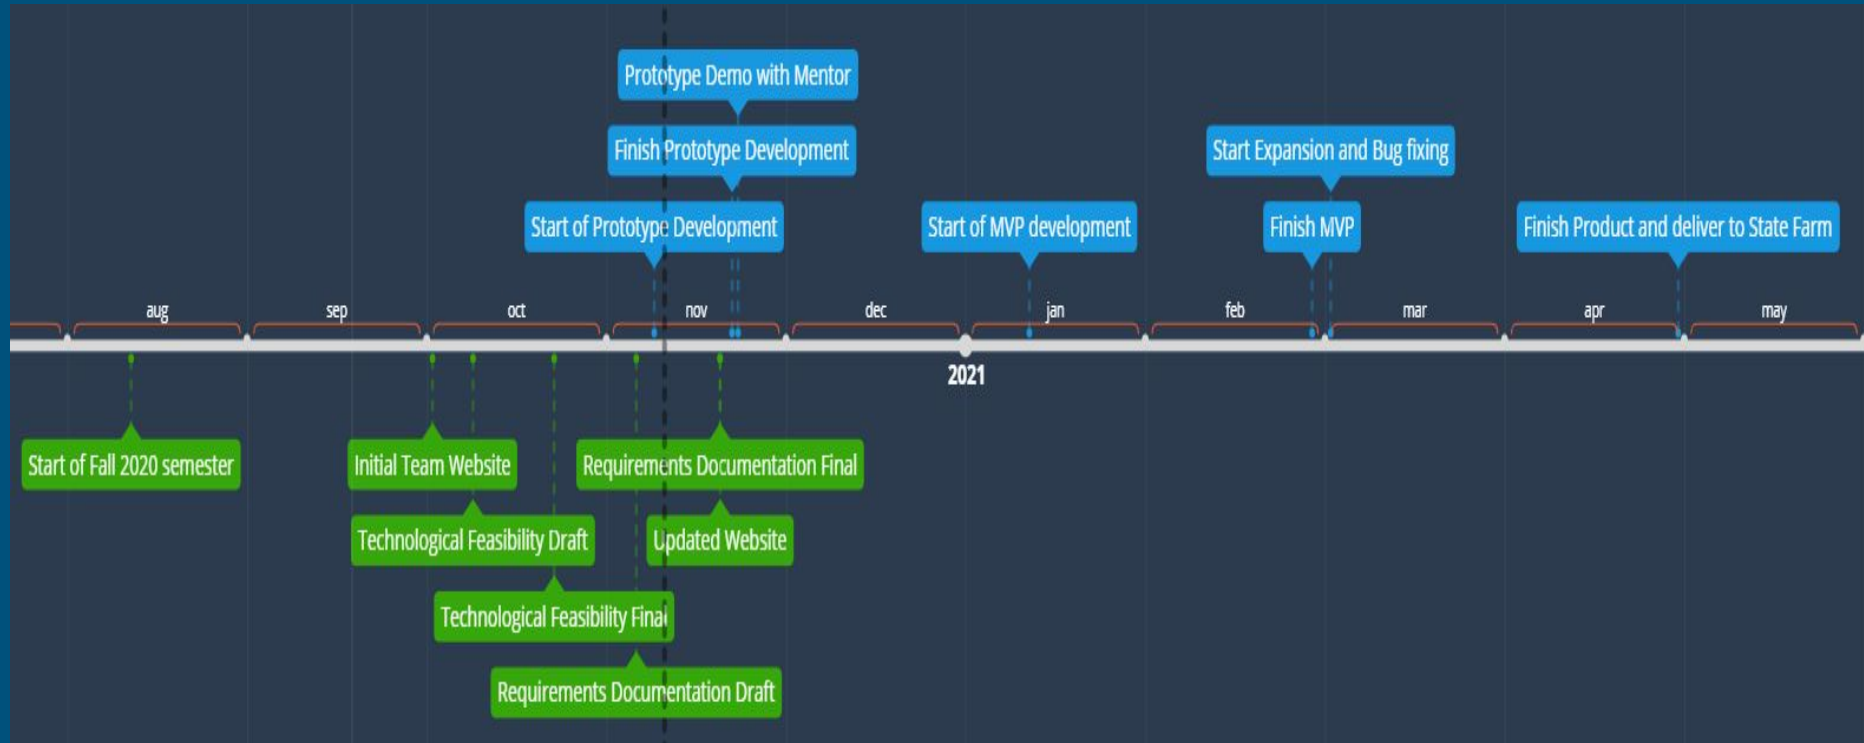 Prototype Demo with Mentor
Finish Prototype Development
Start Expansion and Bug fixing
Start of Prototype Development
Start of MVP development
Finish MVP
Finish Product and deliver to State Farm
aug
sep
oct
nov
dec
jan
feb
mar
apr
may
2021
Start of Fall 2020 semester
Initial Team Website
Requirements Documentation Final
Technological Feasibility Draft
Updated Website
Technological Feasibility Final
Requirements Documentation Draft